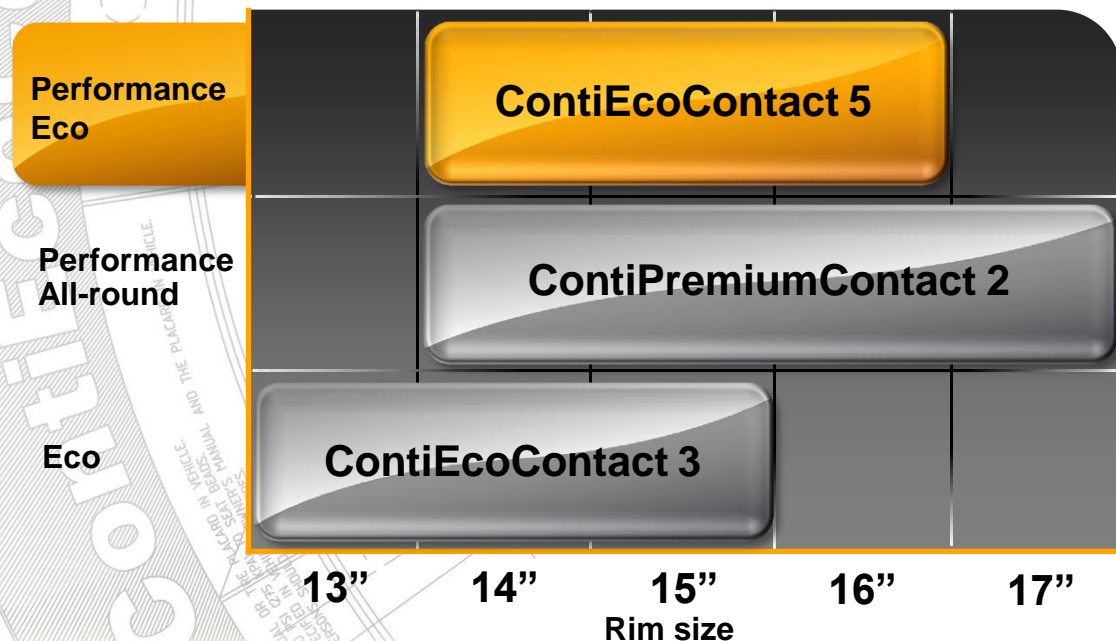 Performance
Eco
ContiEcoContact 5
Performance
All-round
ContiPremiumContact 2
Eco
ContiEcoContact 3
13” 14” 15” 16” 17”
Rim size